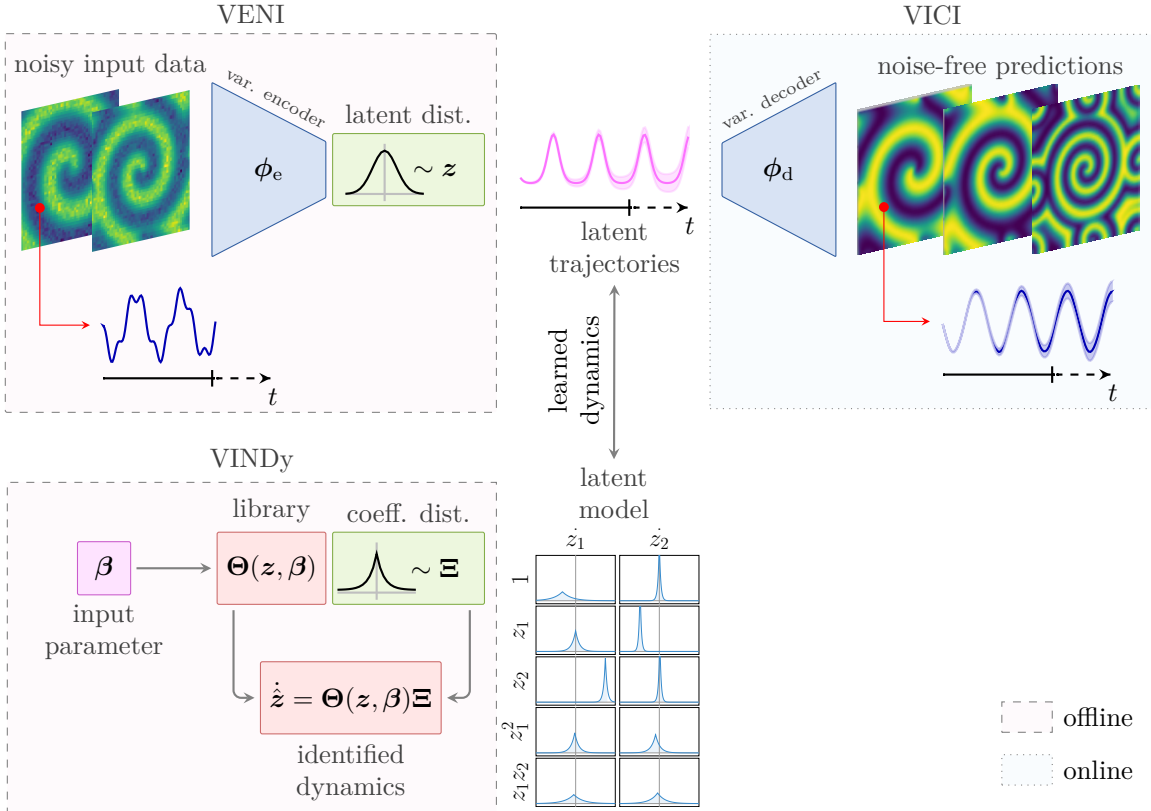 VENI
noisy input data
var. encoder
ϕₑ
latent dist.
∼ z
t
latent
trajectories
t
learned
dynamics
VICI
var. decoder
ϕ_d
noise-free predictions
t
VINDy
β
input
parameter
library
Θ(z, β)
coeff. dist.
∼ Ξ
ż̂ = Θ(z, β)Ξ
identified
dynamics
latent
model
ż₁ ż₂
1
z₁
z₂
z₁²
z₁z₂
offline
online